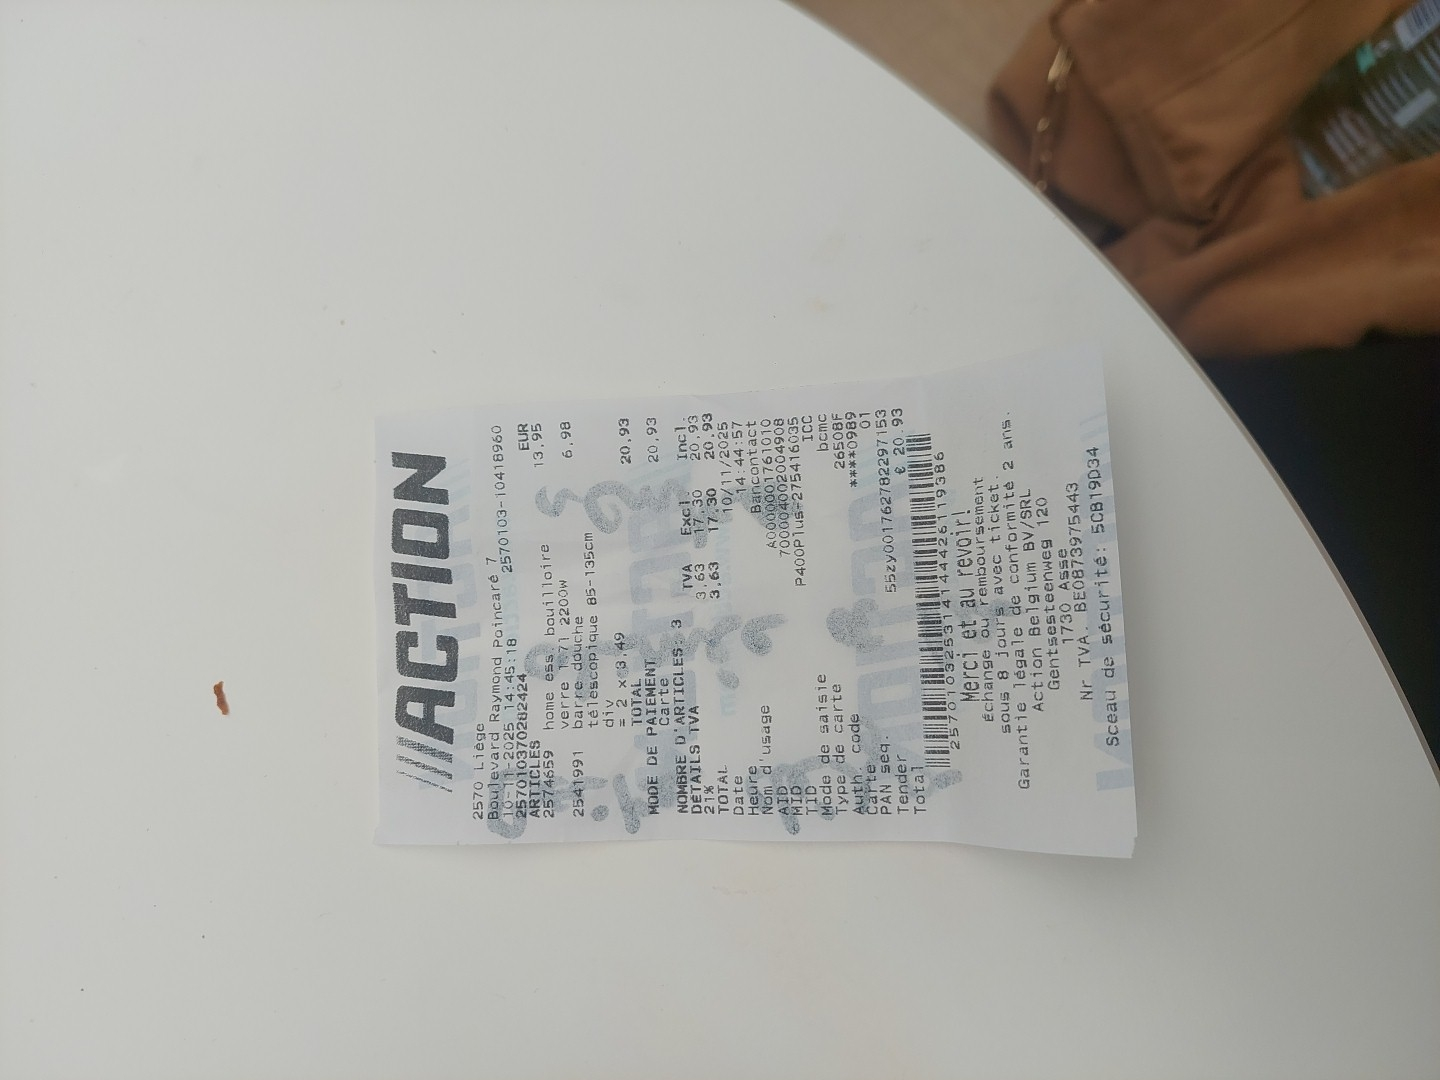 ACTION
2570 Liège
Boulevard Raymond Poincaré 7
10-11-2025 14:45:18 2570103-10418960
257010370282424
ARTICLES EUR
2574659 home ess. bouilloire 13,95
verre 1.7l 2200w
2541991 barre douche 6,98
télescopique 85-135cm
div
= 2 x 3,49
TOTAL 20,93
MODE DE PAIEMENT
Carte 20,93
NOMBRE D'ARTICLES: 3
DÉTAILS TVA TVA Excl. Incl.
21% 3,63 17,30 20,93
TOTAL 3,63 17,30 20,93
Date 10/11/2025
Heure 14:44:57
Nom d'usage Bancontact
AID A0000001761010
MID 70000400200490B
TID P400Plus-275416035
Mode de saisie ICC
Type de carte bcmc
Auth. code 26508F
Carte ****0989
PAN seq. 01
Tender 55zy001762782297153
Total € 20,93
2570103253141444261193B6
Merci et au revoir!
Échange ou remboursement
sous 8 jours avec ticket.
Garantie légale de conformité 2 ans.
Action Belgium BV/SRL
Gentsesteenweg 120
1730 Asse
Nr TVA. BE0873975443
Sceau de sécurité: 5CB19D34